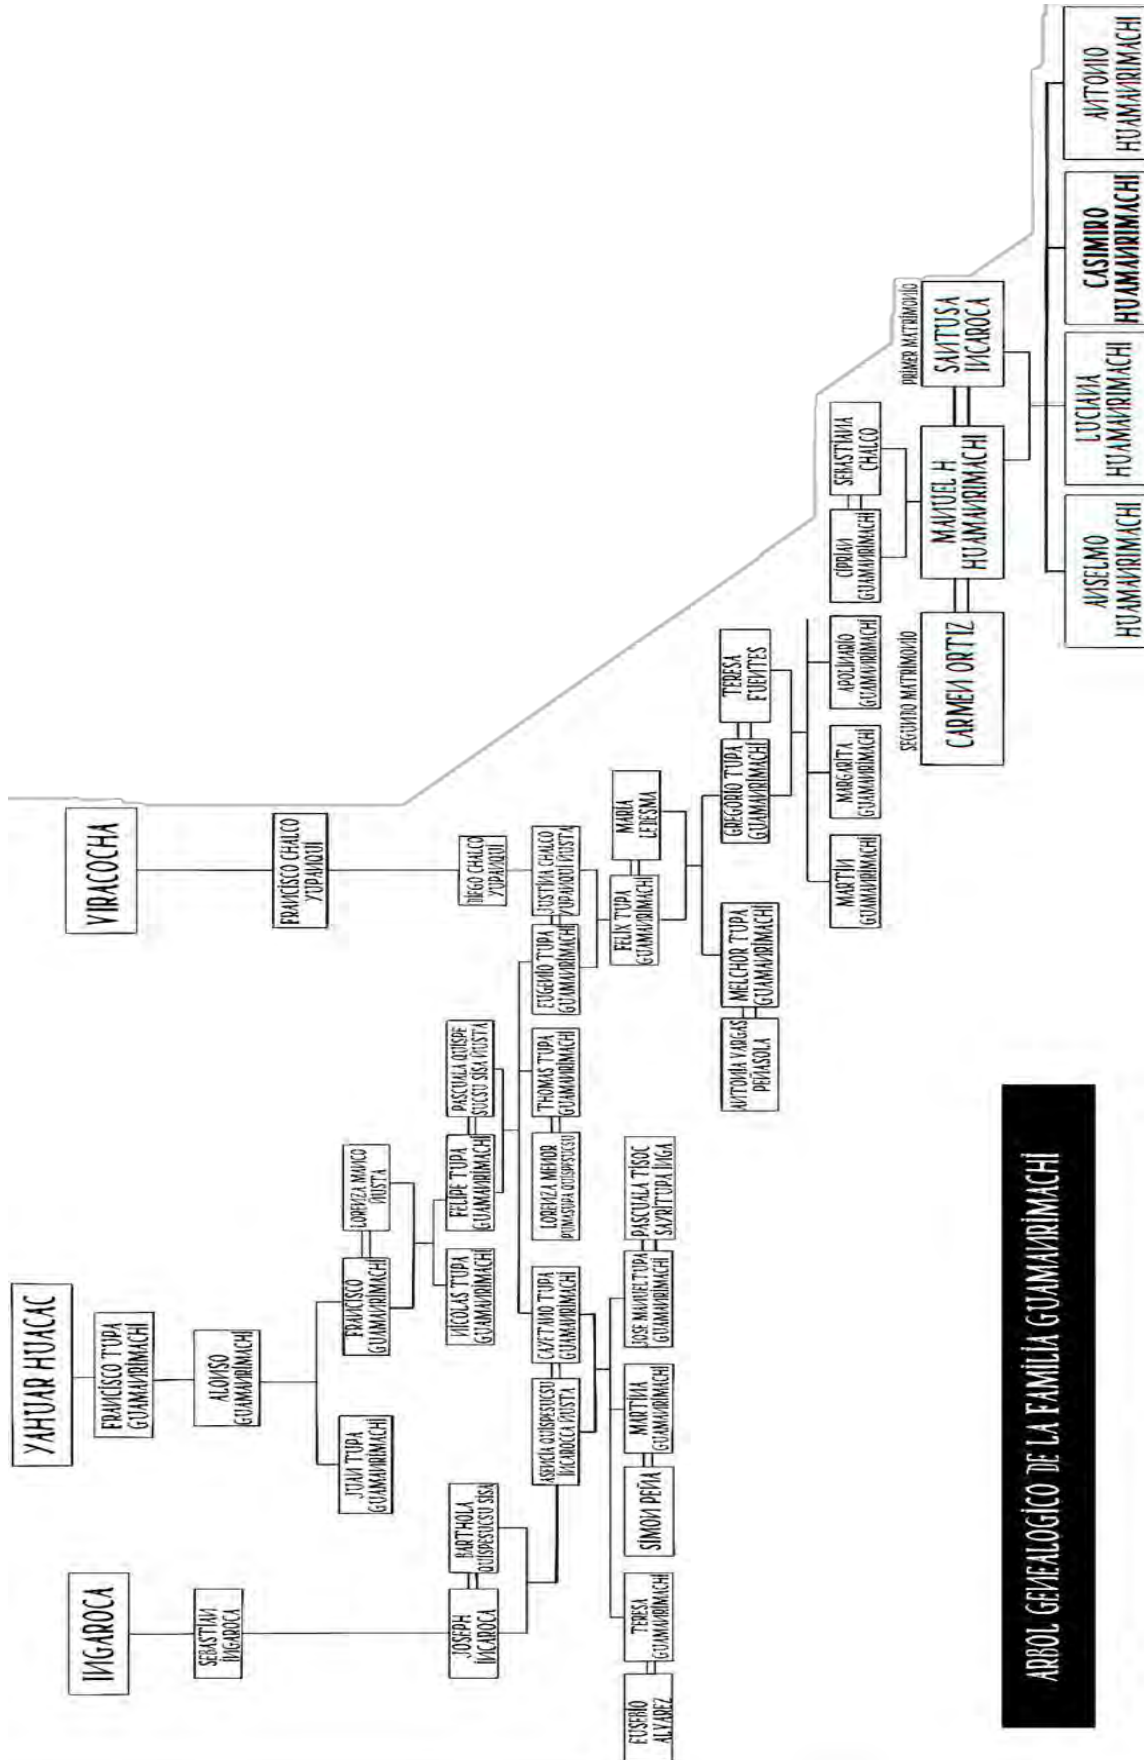 INGAROCA
YAHUAR HUACAC
VIRACOCHA
SEBASTIAN
INGAROCA
FRANCISCO TUPA
GUAMANRIMACHI
ALONSO
GUAMANRIMACHI
FRANCISCO CHALCO
YUPANQUI
JUAN TUPA
GUAMANRIMACHI
FRANCISCO
GUAMANRIMACHI
LORENZA MANCO
ÑUSTA
JOSEPH
INCAROCA
BARTHOLA
QUISPESUCSU SISA
NICOLAS TUPA
GUAMANRIMACHI
FELIPE TUPA
GUAMANRIMACHI
PASCUALA QUISPE
SUCSU SISA ÑUSTA
DIEGO CHALCO
YUPANQUI
ASENCIA QUISPESUCSU
INCAROCCA ÑUSTA
CAYETANO TUPA
GUAMANRIMACHI
LORENZA MENOR
PUMASUPA QUISPESUCSU
THOMAS TUPA
GUAMANRIMACHI
EUGENIO TUPA
GUAMANRIMACHI
JUSTINA CHALCO
YUPANQUI ÑUSTA
EUSEBIO
ALVAREZ
TERESA
GUAMANRIMACHI
SIMON PEÑA
MARTINA
GUAMANRIMACHI
JOSE MANUELTUPA
GUAMANRIMACHI
PASCUALA TISOC
SAYRITUPA INGA
FELIX TUPA
GUAMANRIMACHI
MARIA
LEDESMA
ANTONIA VARGAS
PEÑASOLA
MELCHOR TUPA
GUAMANRIMACHI
GREGORIO TUPA
GUAMANRIMACHI
TERESA
FUENTES
MARTIN
GUAMANRIMACHI
MARGARITA
GUAMANRIMACHI
APOLINARIO
GUAMANRIMACHI
CIPRIAN
GUAMANRIMACHI
SEBASTIANA
CHALCO
SEGUNDO MATRIMONIO
PRIMER MATRIMONIO
CARMEN ORTIZ
MANUEL H
HUAMANRIMACHI
SANTUSA
INCAROCA
ANSELMO
HUAMANRIMACHI
LUCIANA
HUAMANRIMACHI
CASIMIRO
HUAMANRIMACHI
ANTONIO
HUAMANRIMACHI
ARBOL GENEALOGICO DE LA FAMILIA GUAMANRIMACHI